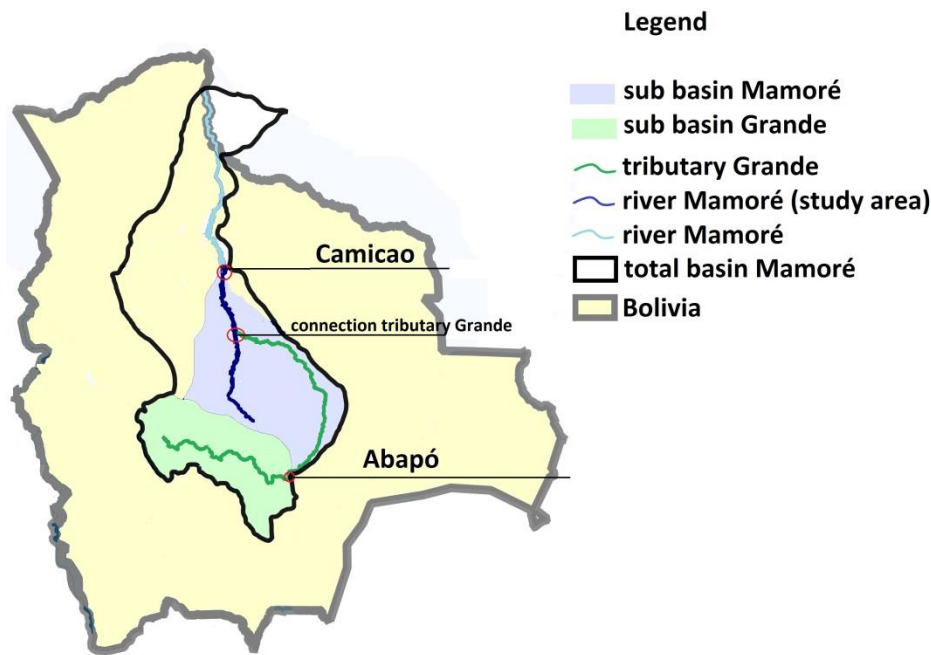 Legend
sub basin Mamoré
sub basin Grande
tributary Grande
river Mamoré (study area)
river Mamoré
total basin Mamoré
Bolivia
Camicao
connection tributary Grande
Abapó